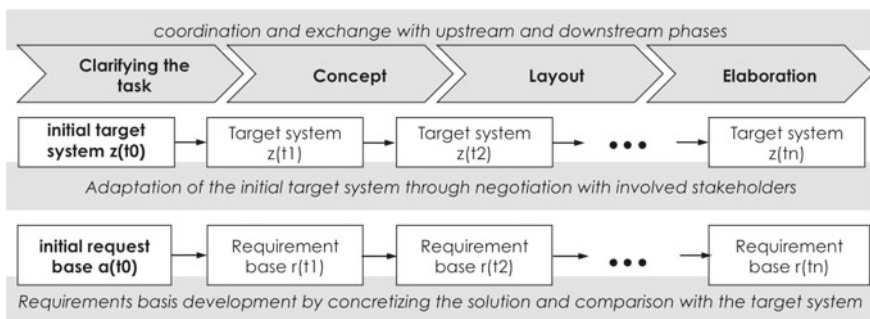 coordination and exchange with upstream and downstream phases
Clarifying the
task
Concept
Layout
Elaboration
initial target
system z(t0)
Target system
z(t1)
Target system
z(t2)
•••
Target system
z(tn)
Adaptation of the initial target system through negotiation with involved stakeholders
initial request
base a(t0)
Requirement
base r(t1)
Requirement
base r(t2)
•••
Requirement
base r(tn)
Requirements basis development by concretizing the solution and comparison with the target system